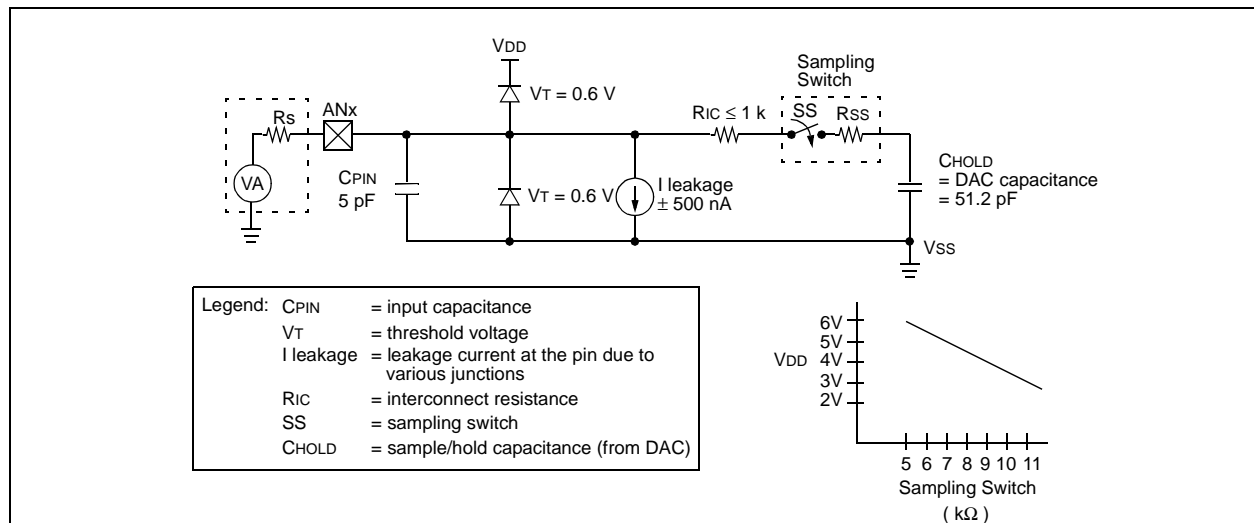 VDD
Sampling
Switch
VT = 0.6 V
ANx
RS
RIC ≤ 1 k
SS
RSS
CPIN
5 pF
VA
VT = 0.6 V
I leakage
± 500 nA
CHOLD
= DAC capacitance
= 51.2 pF
VSS
Legend: CPIN = input capacitance
VT = threshold voltage
I leakage = leakage current at the pin due to
various junctions
RIC = interconnect resistance
SS = sampling switch
CHOLD = sample/hold capacitance (from DAC)
6V
5V
VDD 4V
3V
2V
5 6 7 8 9 10 11
Sampling Switch
( kΩ )